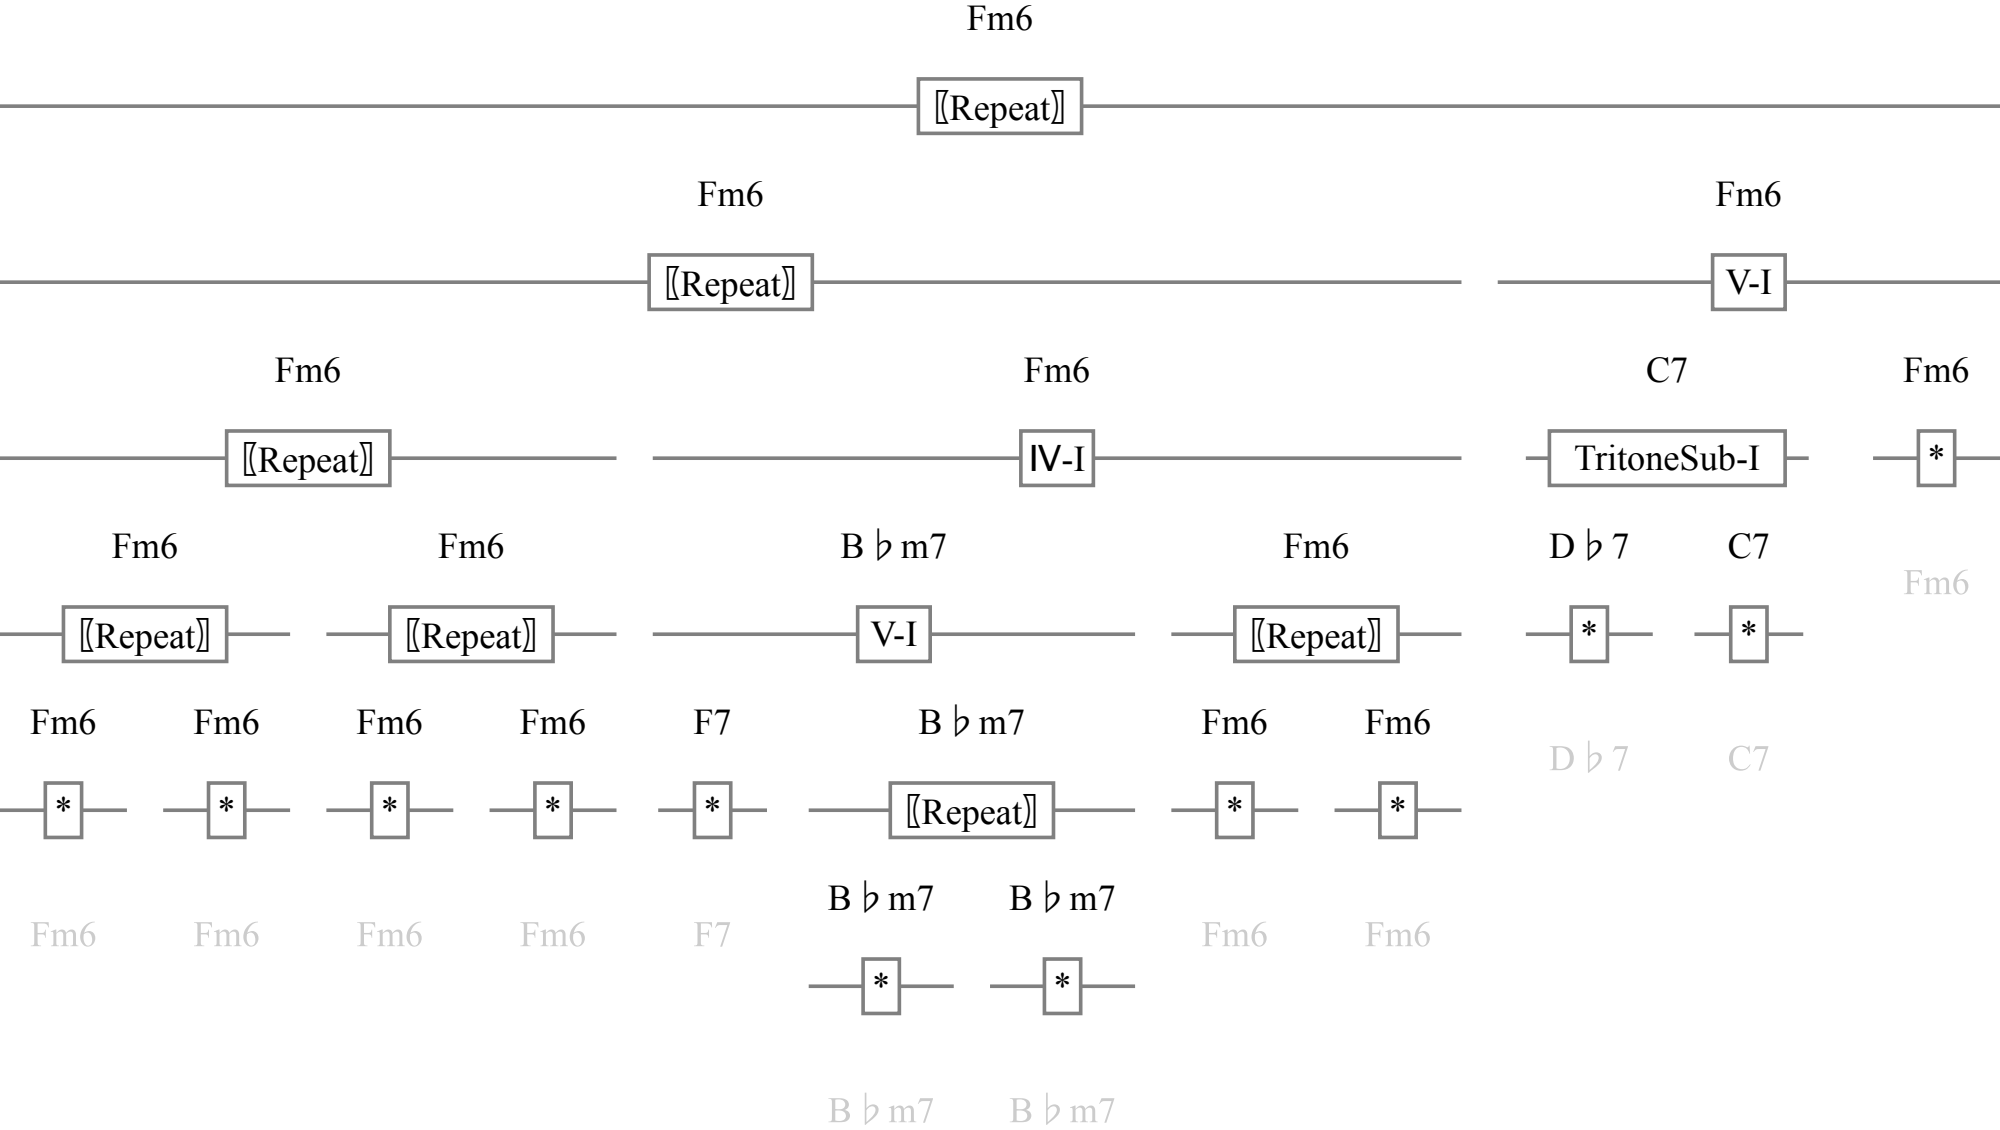 Fm6
⟦Repeat⟧
Fm6 Fm6
⟦Repeat⟧ V-I
Fm6 Fm6 C7 Fm6
⟦Repeat⟧ IV-I TritoneSub-I *
Fm6 Fm6 B♭m7 Fm6 D♭7 C7 Fm6
⟦Repeat⟧ ⟦Repeat⟧ V-I ⟦Repeat⟧ * *
Fm6 Fm6 Fm6 Fm6 F7 B♭m7 Fm6 Fm6 D♭7 C7
* * * * * ⟦Repeat⟧ * *
Fm6 Fm6 Fm6 Fm6 F7 B♭m7 B♭m7 Fm6 Fm6
* *
B♭m7 B♭m7